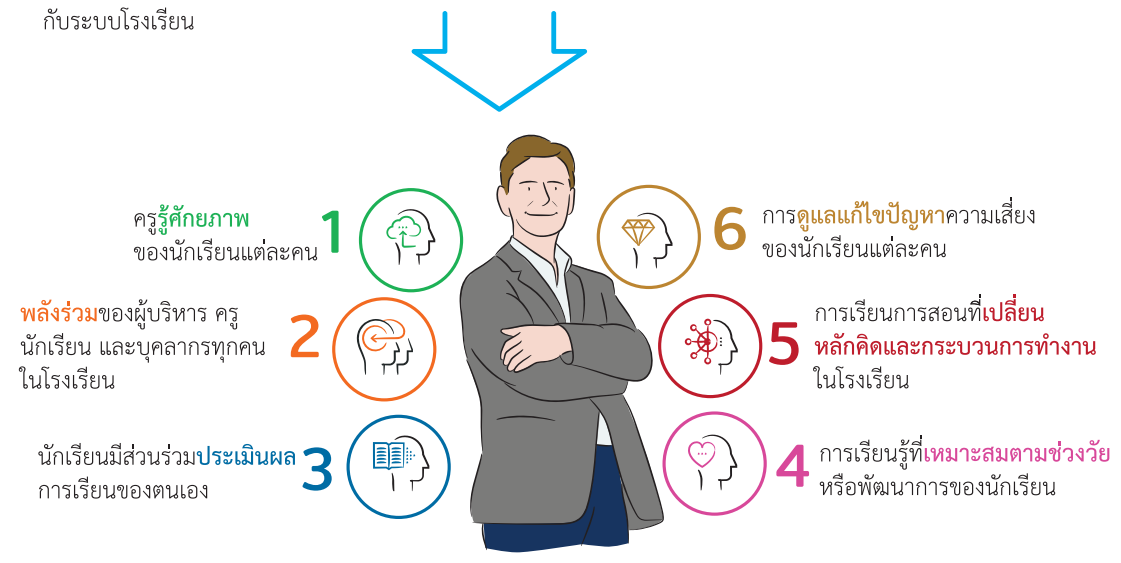 กับระบบโรงเรียน
1
ครูรู้ศักยภาพ
ของนักเรียนแต่ละคน
2
พลังร่วมของผู้บริหาร ครู
นักเรียน และบุคลากรทุกคน
ในโรงเรียน
3
นักเรียนมีส่วนร่วมประเมินผล
การเรียนของตนเอง
4
การเรียนรู้ที่เหมาะสมตามช่วงวัย
หรือพัฒนาการของนักเรียน
5
การเรียนการสอนที่เปลี่ยน
หลักคิดและกระบวนการทำงาน
ในโรงเรียน
6
การดูแลแก้ไขปัญหาความเสี่ยง
ของนักเรียนแต่ละคน